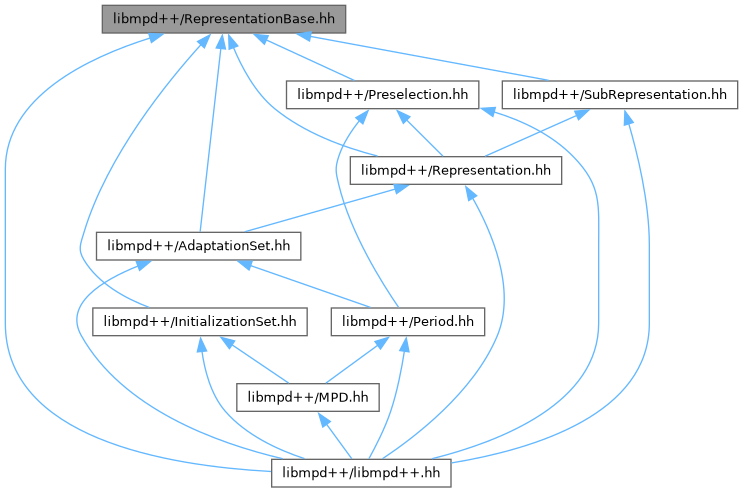 libmpd++/RepresentationBase.hh
libmpd++/Preselection.hh
libmpd++/SubRepresentation.hh
libmpd++/Representation.hh
libmpd++/AdaptationSet.hh
libmpd++/InitializationSet.hh
libmpd++/Period.hh
libmpd++/MPD.hh
libmpd++/libmpd++.hh